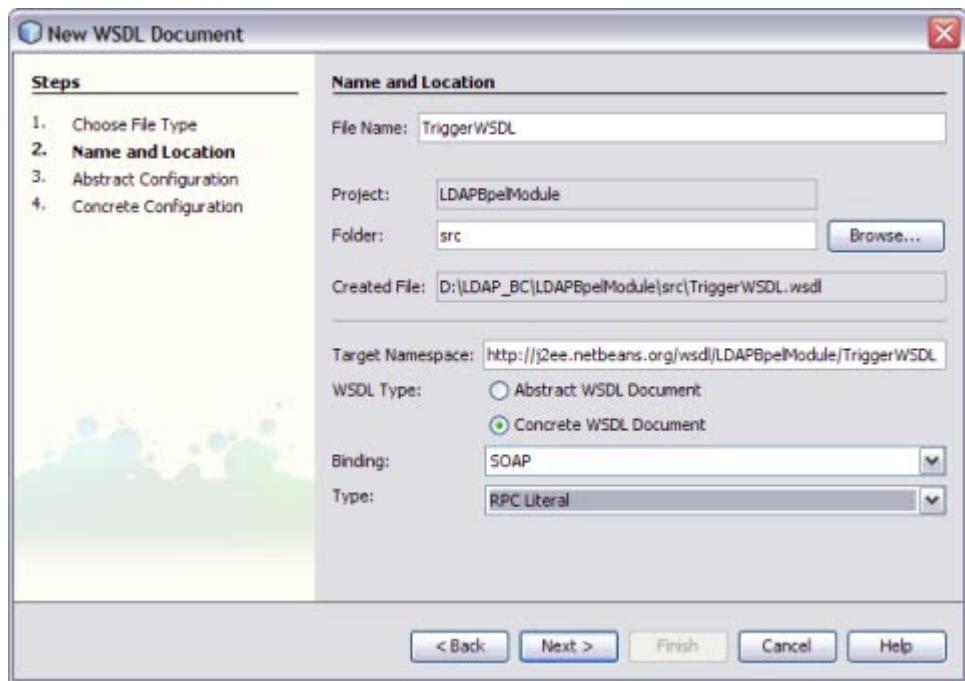 New WSDL Document
Steps
1. Choose File Type
2. Name and Location
3. Abstract Configuration
4. Concrete Configuration
Name and Location
File Name: TriggerWSDL
Project: LDAPBpelModule
Folder: src Browse...
Created File: D:\LDAP_BC\LDAPBpelModule\src\TriggerWSDL.wsdl
Target Namespace: http://j2ee.netbeans.org/wsdl/LDAPBpelModule/TriggerWSDL
WSDL Type: Abstract WSDL Document
Concrete WSDL Document
Binding: SOAP
Type: RPC Literal
< Back Next > Finish Cancel Help